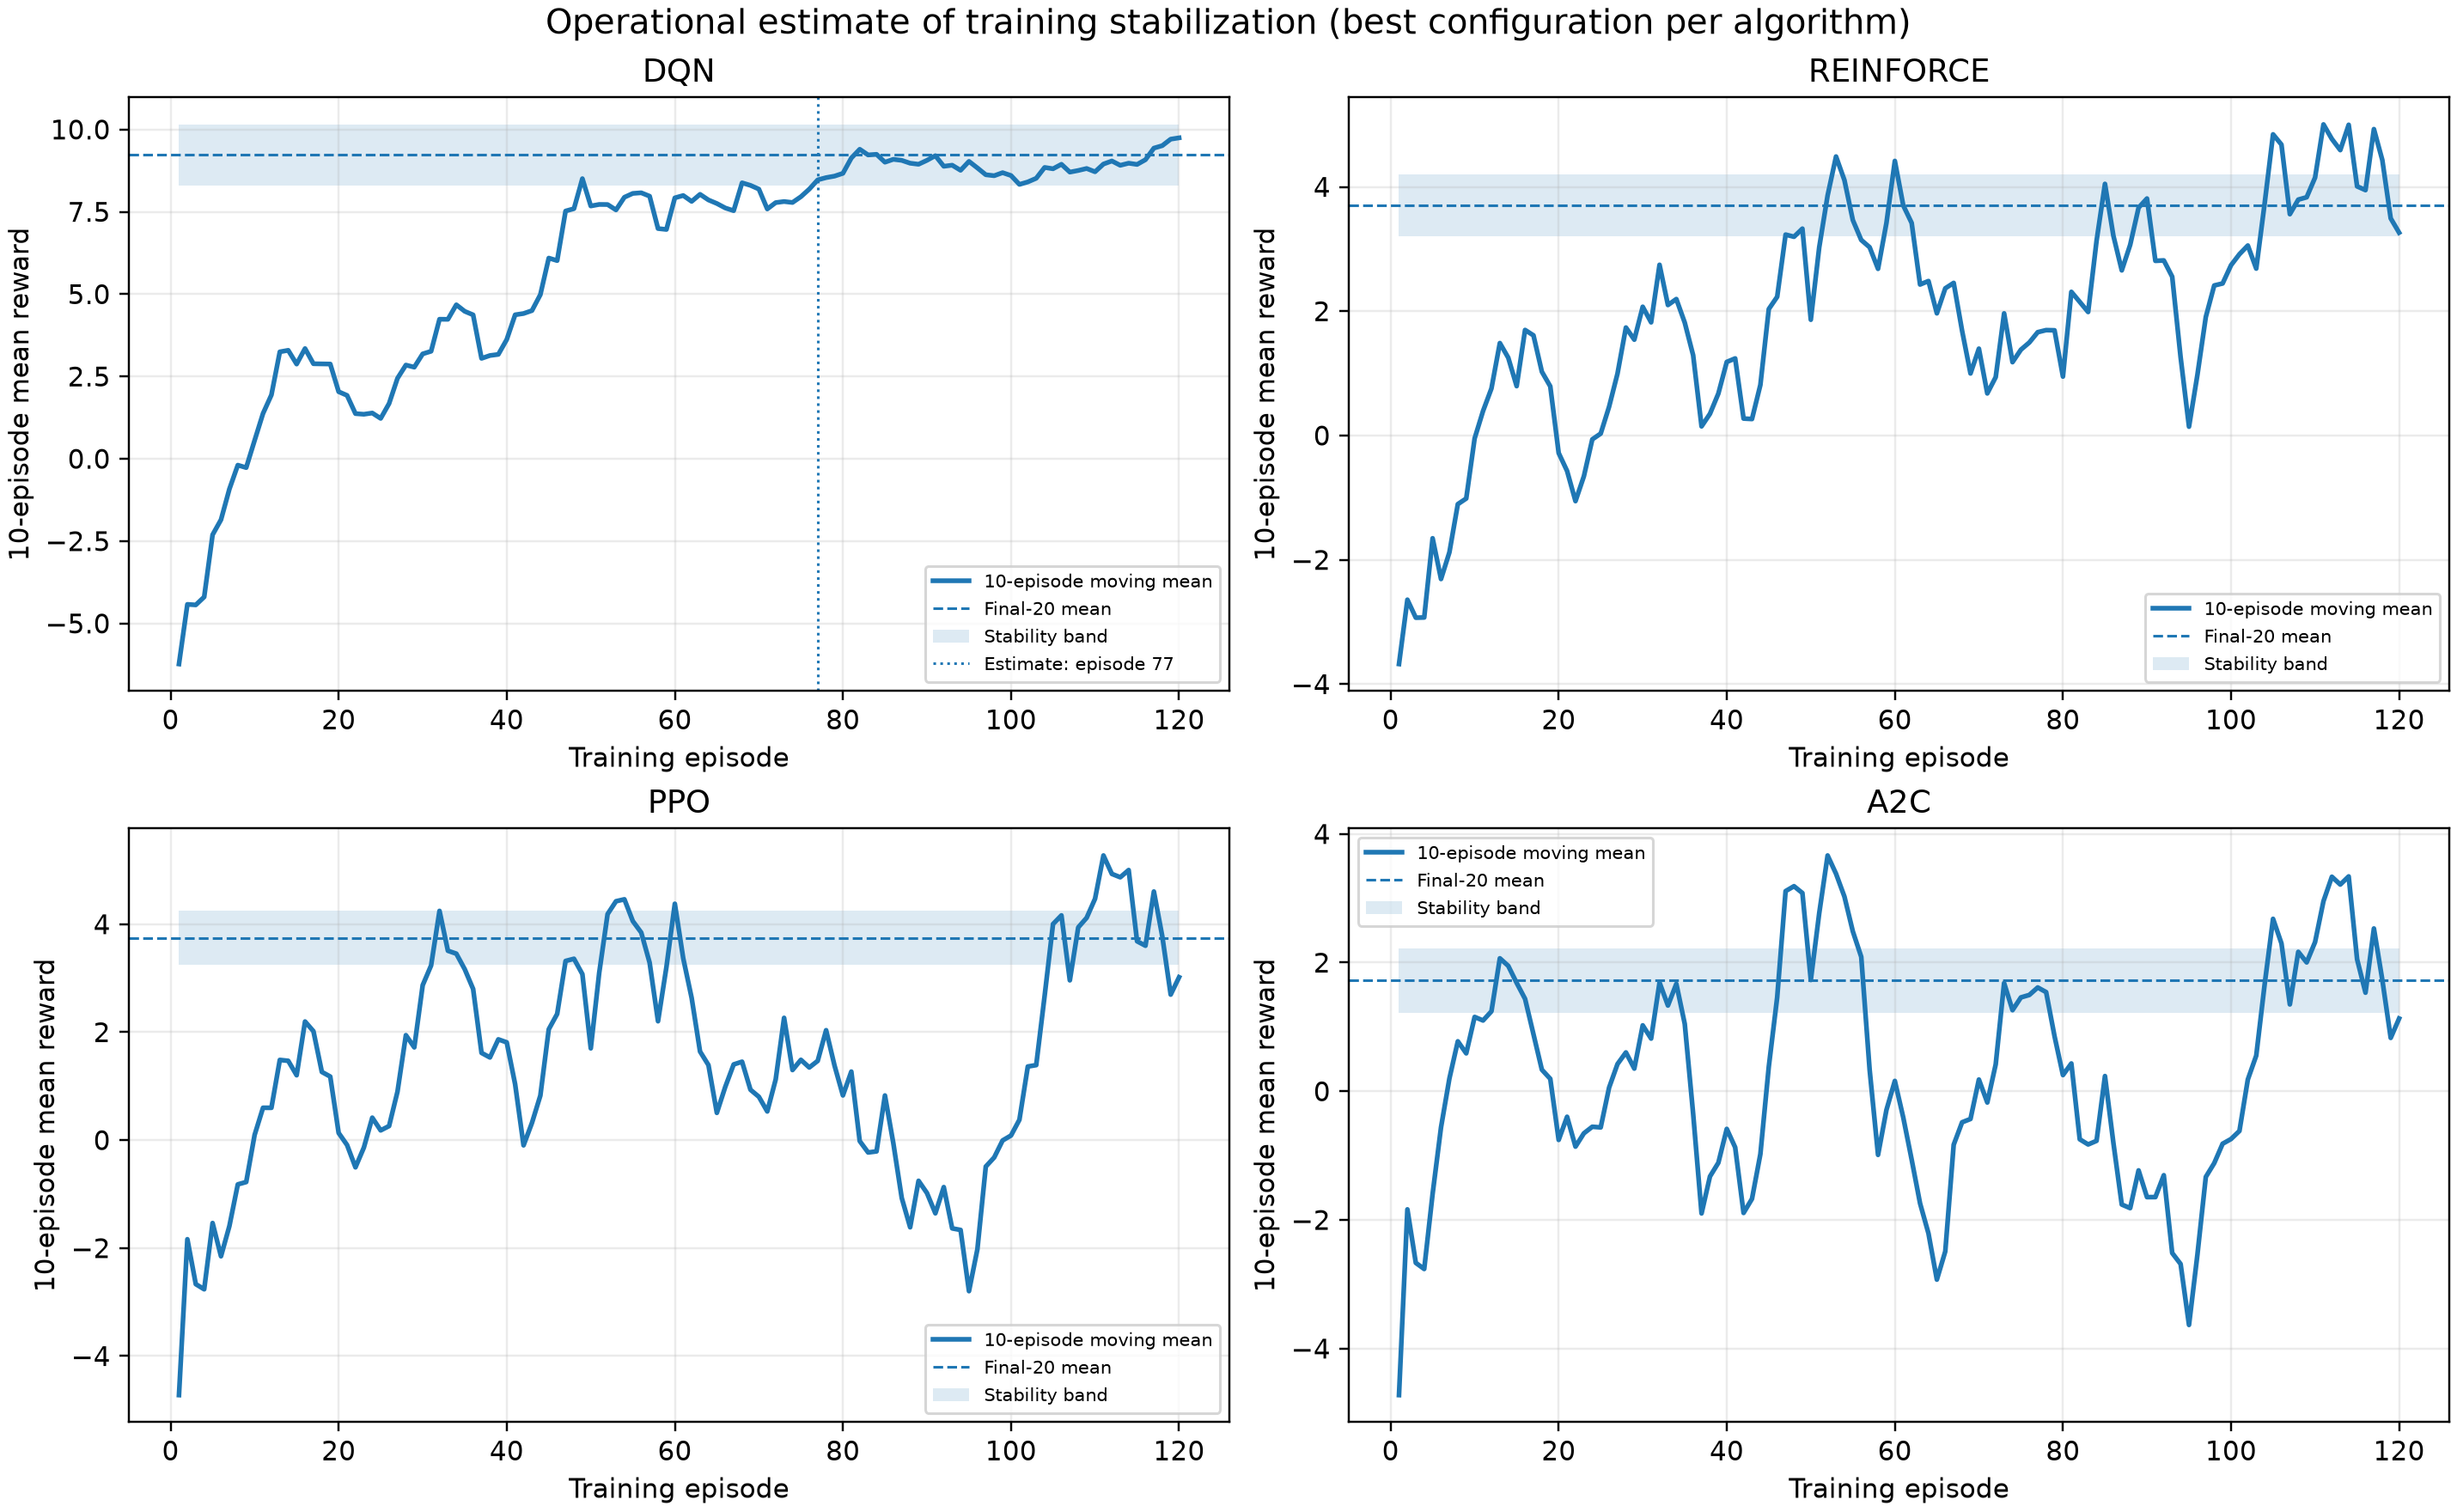 Operational estimate of training stabilization (best configuration per algorithm)
DQN
10-episode mean reward
10.0
7.5
5.0
2.5
0.0
−2.5
−5.0
10-episode moving mean
Final-20 mean
Stability band
Estimate: episode 77
0 20 40 60 80 100 120
Training episode
REINFORCE
10-episode mean reward
4
2
0
−2
−4
10-episode moving mean
Final-20 mean
Stability band
0 20 40 60 80 100 120
Training episode
PPO
10-episode mean reward
4
2
0
−2
−4
10-episode moving mean
Final-20 mean
Stability band
0 20 40 60 80 100 120
Training episode
A2C
10-episode mean reward
4
2
0
−2
−4
10-episode moving mean
Final-20 mean
Stability band
0 20 40 60 80 100 120
Training episode